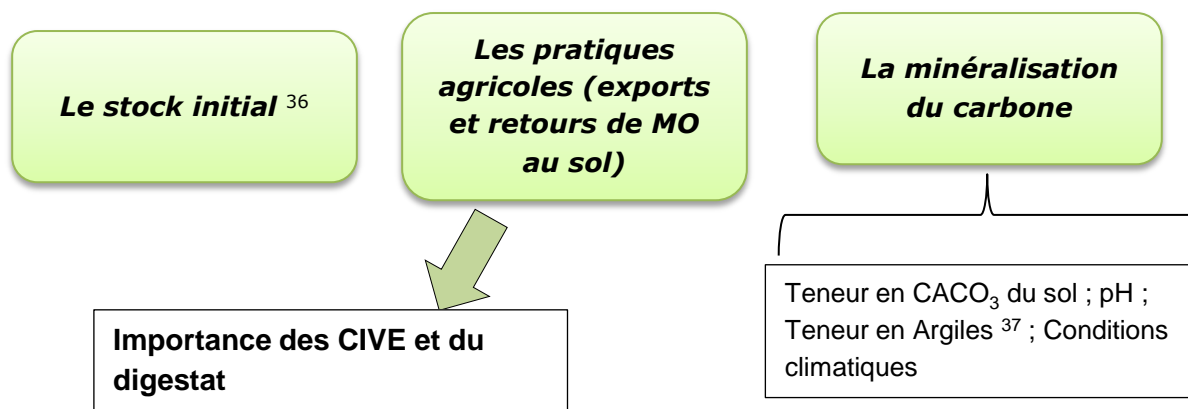 Le stock initial 36
Les pratiques
agricoles (exports
et retours de MO
au sol)
La minéralisation
du carbone
Importance des CIVE et du
digestat
Teneur en CACO3 du sol ; pH ;
Teneur en Argiles 37 ; Conditions
climatiques